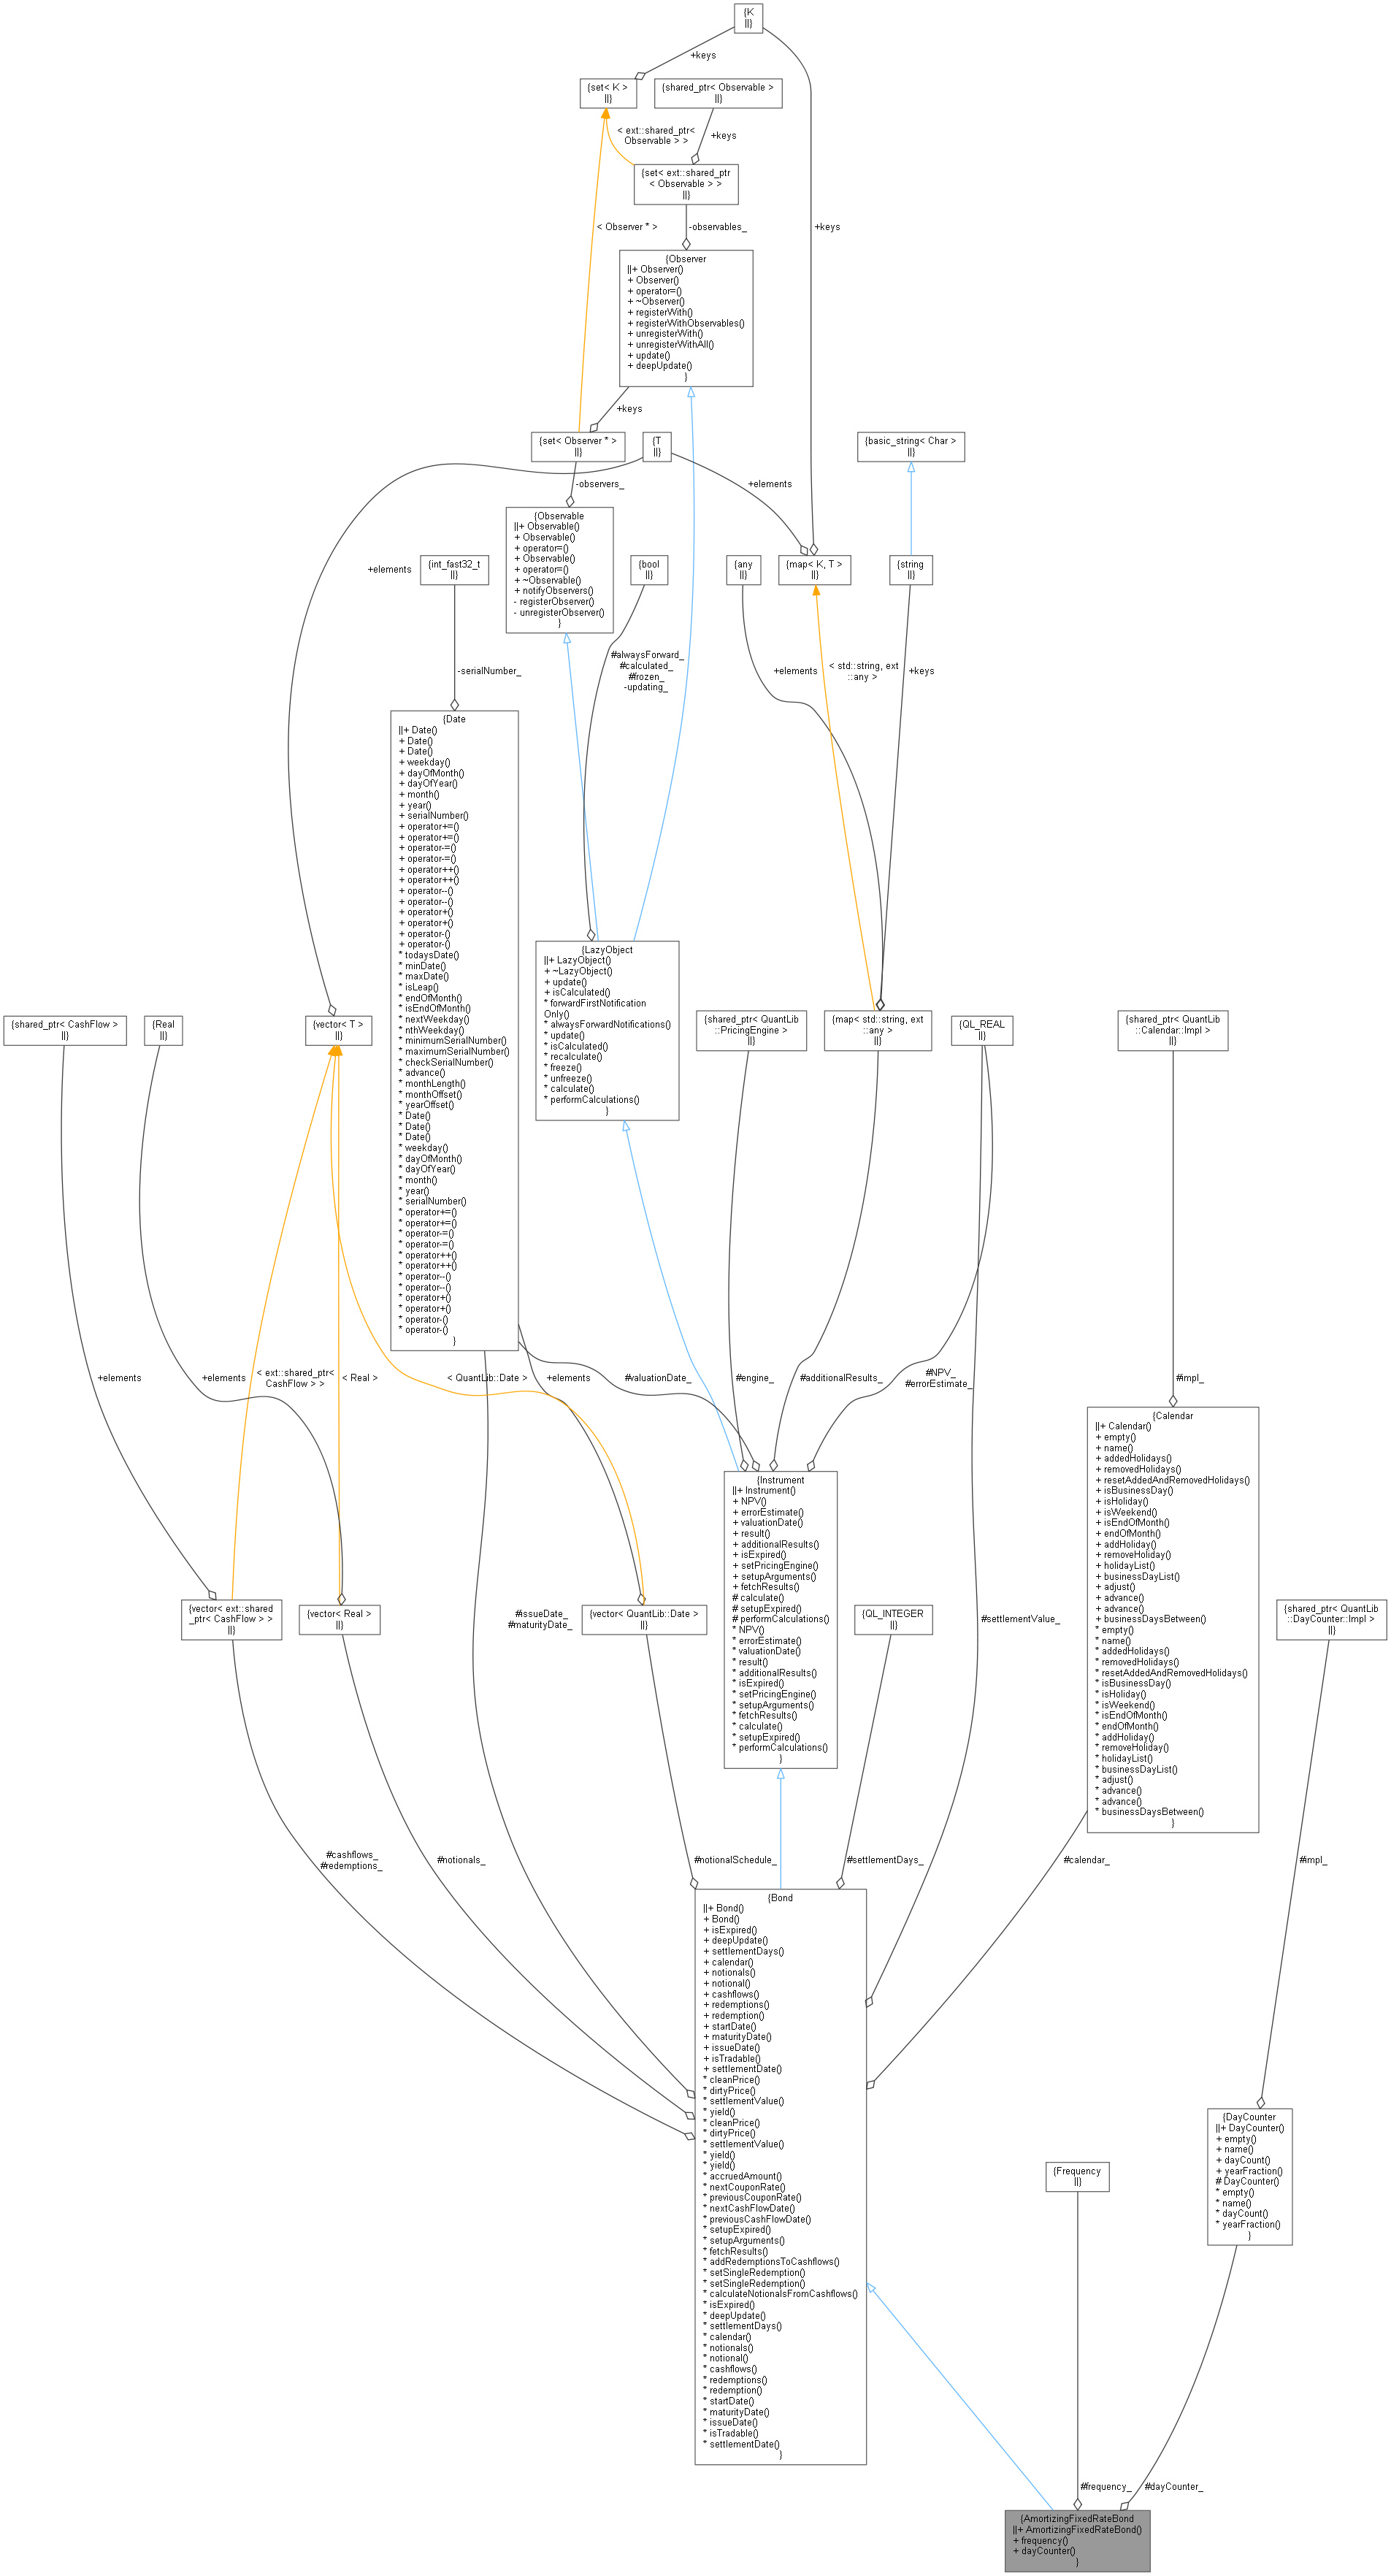 {K
||}
+keys
{set< K >
||}
{shared_ptr< Observable >
||}
< ext::shared_ptr<
Observable > >
+keys
{set< ext::shared_ptr
< Observable > >
||}
< Observer * >
-observables_
+keys
{Observer
||+ Observer()
+ Observer()
+ operator=()
+ ~Observer()
+ registerWith()
+ registerWithObservables()
+ unregisterWith()
+ unregisterWithAll()
+ update()
+ deepUpdate()
}
+keys
{set< Observer * >
||}
{T
||}
{basic_string< Char >
||}
-observers_
+elements
{Observable
||+ Observable()
+ Observable()
+ operator=()
+ Observable()
+ operator=()
+ ~Observable()
+ notifyObservers()
- registerObserver()
- unregisterObserver()
}
+elements
{int_fast32_t
||}
{bool
||}
{any
||}
{map< K, T >
||}
{string
||}
-serialNumber_
#alwaysForward_
#calculated_
#frozen_
-updating_
+elements
< std::string, ext
::any >
+keys
{Date
||+ Date()
+ Date()
+ Date()
+ weekday()
+ dayOfMonth()
+ dayOfYear()
+ month()
+ year()
+ serialNumber()
+ operator+=()
+ operator+=()
+ operator-=()
+ operator-=()
+ operator++()
+ operator++()
+ operator--()
+ operator--()
+ operator+()
+ operator+()
+ operator-()
+ operator-()
* todaysDate()
* minDate()
* maxDate()
* isLeap()
* endOfMonth()
* isEndOfMonth()
* nextWeekday()
* nthWeekday()
* minimumSerialNumber()
* maximumSerialNumber()
* checkSerialNumber()
* advance()
* monthLength()
* monthOffset()
* yearOffset()
* Date()
* Date()
* Date()
* weekday()
* dayOfMonth()
* dayOfYear()
* month()
* year()
* serialNumber()
* operator+=()
* operator+=()
* operator-=()
* operator-=()
* operator++()
* operator++()
* operator--()
* operator--()
* operator+()
* operator+()
* operator-()
* operator-()
}
{LazyObject
||+ LazyObject()
+ ~LazyObject()
+ update()
+ isCalculated()
* forwardFirstNotification
Only()
* alwaysForwardNotifications()
* update()
* isCalculated()
* recalculate()
* freeze()
* unfreeze()
* calculate()
* performCalculations()
}
{shared_ptr< CashFlow >
||}
{Real
||}
{vector< T >
||}
{shared_ptr< QuantLib
::PricingEngine >
||}
{map< std::string, ext
::any >
||}
{QL_REAL
||}
{shared_ptr< QuantLib
::Calendar::Impl >
||}
+elements
+elements
< ext::shared_ptr<
CashFlow > >
< Real >
< QuantLib::Date >
+elements
#valuationDate_
#engine_
#additionalResults_
#NPV_
#errorEstimate_
#impl_
{Instrument
||+ Instrument()
+ NPV()
+ errorEstimate()
+ valuationDate()
+ result()
+ additionalResults()
+ isExpired()
+ setPricingEngine()
+ setupArguments()
+ fetchResults()
# calculate()
# setupExpired()
# performCalculations()
* NPV()
* errorEstimate()
* valuationDate()
* result()
* additionalResults()
* isExpired()
* setPricingEngine()
* setupArguments()
* fetchResults()
* calculate()
* setupExpired()
* performCalculations()
}
{Calendar
||+ Calendar()
+ empty()
+ name()
+ addedHolidays()
+ removedHolidays()
+ resetAddedAndRemovedHolidays()
+ isBusinessDay()
+ isHoliday()
+ isWeekend()
+ isEndOfMonth()
+ endOfMonth()
+ addHoliday()
+ removeHoliday()
+ holidayList()
+ businessDayList()
+ adjust()
+ advance()
+ advance()
+ businessDaysBetween()
* empty()
* name()
* addedHolidays()
* removedHolidays()
* resetAddedAndRemovedHolidays()
* isBusinessDay()
* isHoliday()
* isWeekend()
* isEndOfMonth()
* endOfMonth()
* addHoliday()
* removeHoliday()
* holidayList()
* businessDayList()
* adjust()
* advance()
* advance()
* businessDaysBetween()
}
{vector< ext::shared
_ptr< CashFlow > >
||}
{vector< Real >
||}
#issueDate_
#maturityDate_
{vector< QuantLib::Date >
||}
{QL_INTEGER
||}
#settlementValue_
{shared_ptr< QuantLib
::DayCounter::Impl >
||}
#cashflows_
#redemptions_
#notionals_
#notionalSchedule_
#settlementDays_
#calendar_
#impl_
{Bond
||+ Bond()
+ Bond()
+ isExpired()
+ deepUpdate()
+ settlementDays()
+ calendar()
+ notionals()
+ notional()
+ cashflows()
+ redemptions()
+ redemption()
+ startDate()
+ maturityDate()
+ issueDate()
+ isTradable()
+ settlementDate()
* cleanPrice()
* dirtyPrice()
* settlementValue()
* yield()
* cleanPrice()
* dirtyPrice()
* settlementValue()
* yield()
* yield()
* accruedAmount()
* nextCouponRate()
* previousCouponRate()
* nextCashFlowDate()
* previousCashFlowDate()
* setupExpired()
* setupArguments()
* fetchResults()
* addRedemptionsToCashflows()
* setSingleRedemption()
* setSingleRedemption()
* calculateNotionalsFromCashflows()
* isExpired()
* deepUpdate()
* settlementDays()
* calendar()
* notionals()
* notional()
* cashflows()
* redemptions()
* redemption()
* startDate()
* maturityDate()
* issueDate()
* isTradable()
* settlementDate()
}
{Frequency
||}
{DayCounter
||+ DayCounter()
+ empty()
+ name()
+ dayCount()
+ yearFraction()
# DayCounter()
* empty()
* name()
* dayCount()
* yearFraction()
}
#frequency_
#dayCounter_
{AmortizingFixedRateBond
||+ AmortizingFixedRateBond()
+ frequency()
+ dayCounter()
}